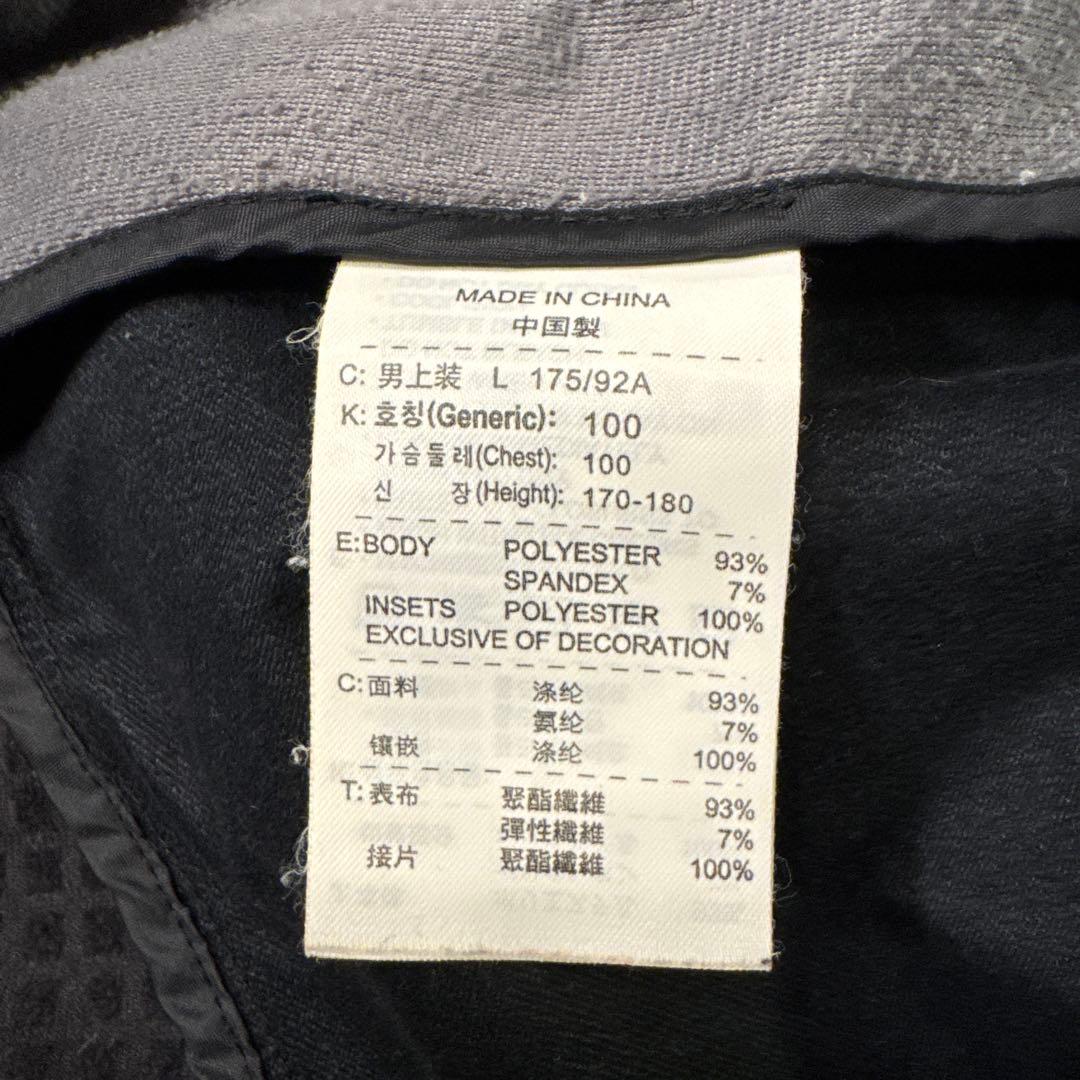 MADE IN CHINA
中国製
C: 男上装 L 175/92A
K: 호칭(Generic): 100
가슴둘레(Chest): 100
신 장(Height): 170-180
E:BODY POLYESTER 93%
SPANDEX 7%
INSETS POLYESTER 100%
EXCLUSIVE OF DECORATION
C:面料 涤纶 93%
氨纶 7%
镶嵌 涤纶 100%
T:表布 聚酯纖維 93%
彈性纖維 7%
接片 聚酯纖維 100%